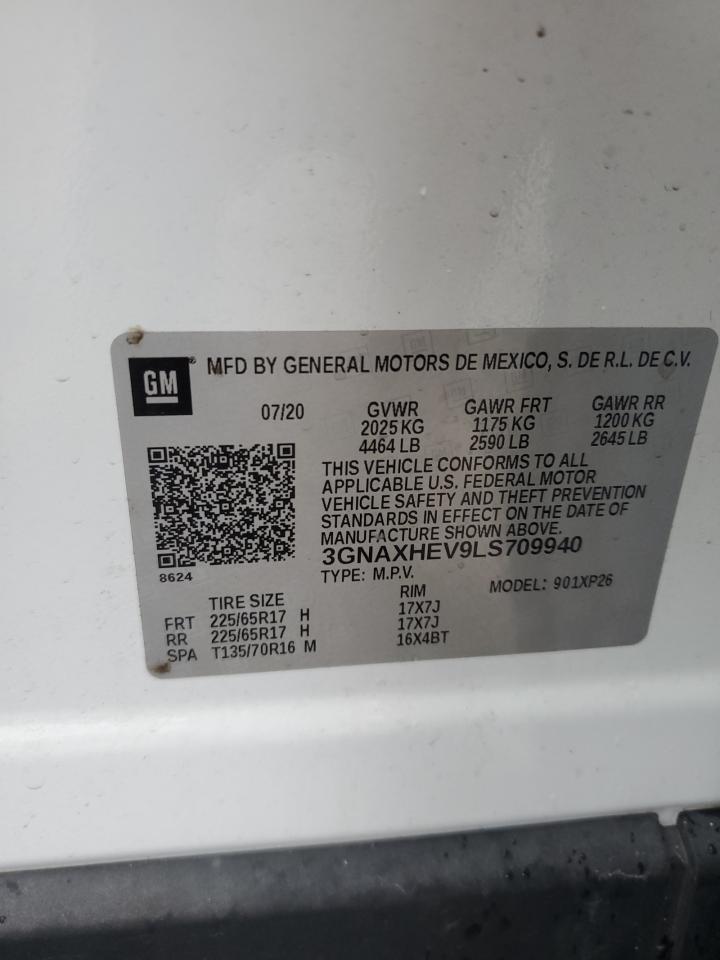 GM ® MFD BY GENERAL MOTORS DE MEXICO, S. DE R.L. DE C.V.
07/20 GVWR GAWR FRT GAWR RR
2025 KG 1175 KG 1200 KG
4464 LB 2590 LB 2645 LB
THIS VEHICLE CONFORMS TO ALL
APPLICABLE U.S. FEDERAL MOTOR
VEHICLE SAFETY AND THEFT PREVENTION
STANDARDS IN EFFECT ON THE DATE OF
MANUFACTURE SHOWN ABOVE.
3GNAXHEV9LS709940
8624 TYPE: M.P.V. MODEL: 901XP26
TIRE SIZE RIM
FRT 225/65R17 H 17X7J
RR 225/65R17 H 17X7J
SPA T135/70R16 M 16X4BT